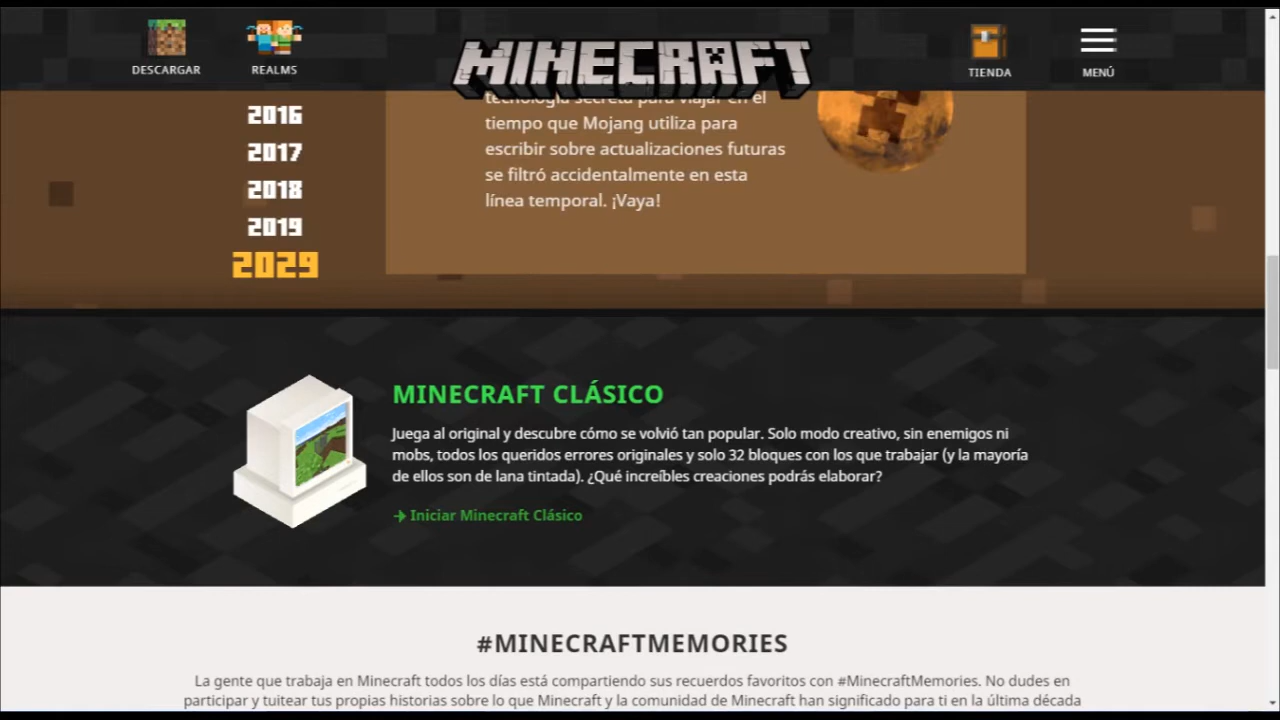 DESCARGAR
REALMS
MINECRAFT
TIENDA
MENÚ
2016
2017
2018
2019
2029
tecnología secreta para viajar en el
tiempo que Mojang utiliza para
escribir sobre actualizaciones futuras
se filtró accidentalmente en esta
línea temporal. ¡Vaya!
MINECRAFT CLÁSICO
Juega al original y descubre cómo se volvió tan popular. Solo modo creativo, sin enemigos ni
mobs, todos los queridos errores originales y solo 32 bloques con los que trabajar (y la mayoría
de ellos son de lana tintada). ¿Qué increíbles creaciones podrás elaborar?
Iniciar Minecraft Clásico
#MINECRAFTMEMORIES
La gente que trabaja en Minecraft todos los días está compartiendo sus recuerdos favoritos con #MinecraftMemories. No dudes en
participar y tuitear tus propias historias sobre lo que Minecraft y la comunidad de Minecraft han significado para ti en la última década